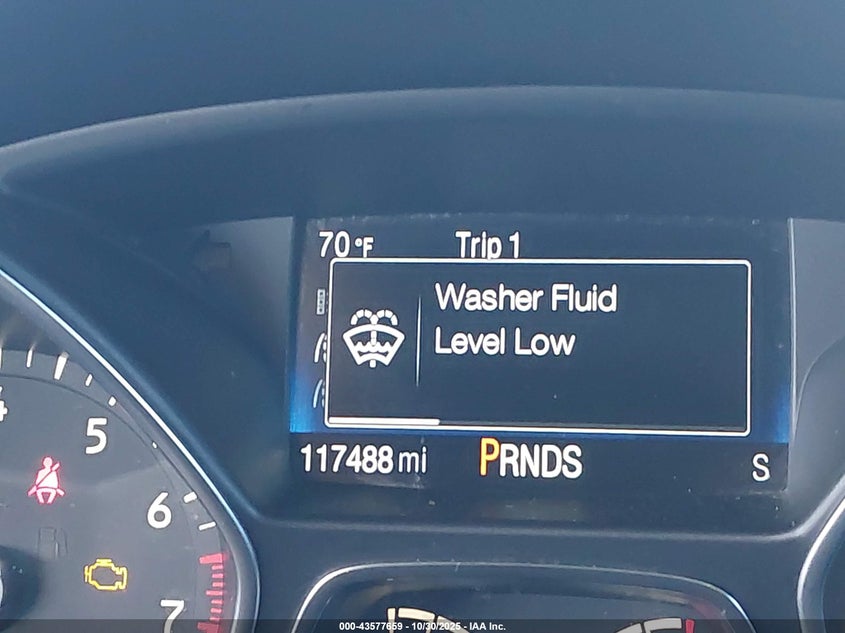 70°F
Trip 1
Washer Fluid
Level Low
117488 mi
PRNDS
S
5
6
7
000-43577659 - 10/30/2025 - IAA Inc.